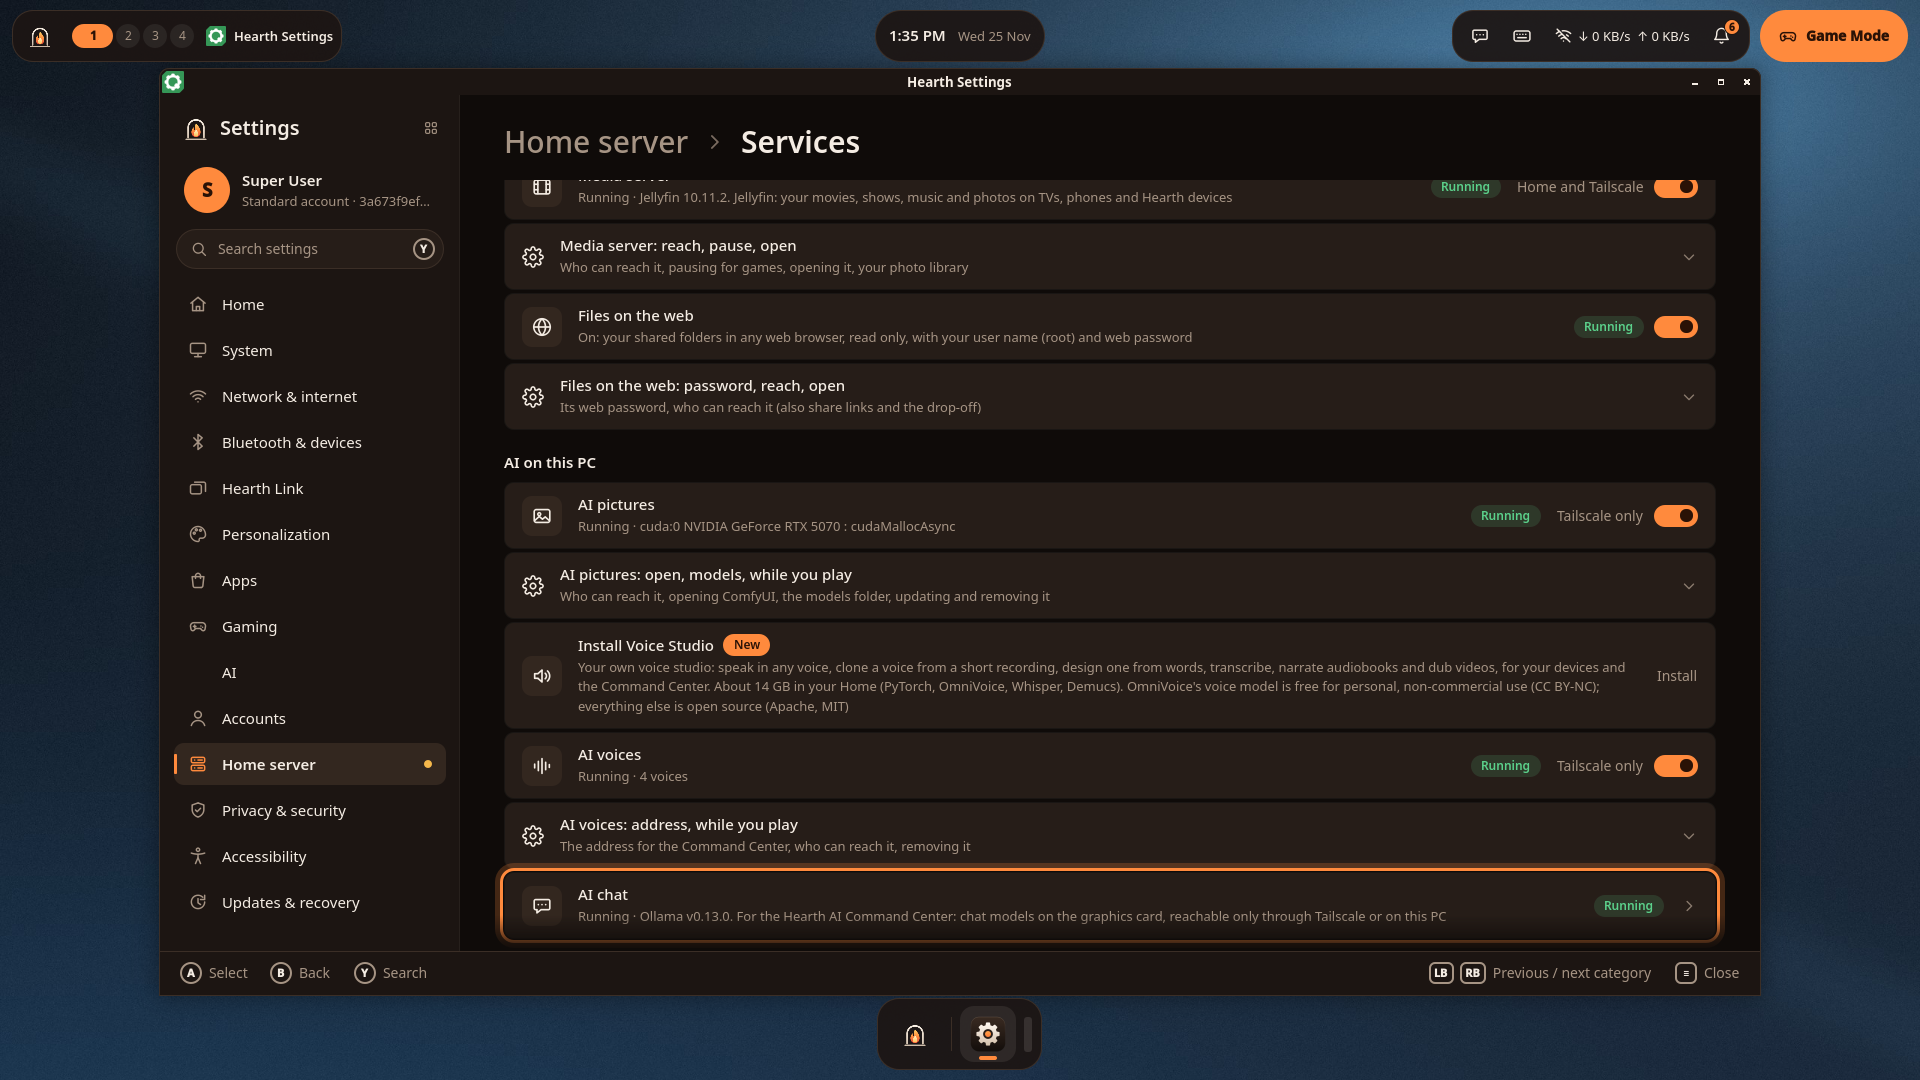 1 2 3 4 Hearth Settings
1:35 PM Wed 25 Nov
0 KB/s 0 KB/s 6 Game Mode
Hearth Settings
Settings
S
Super User
Standard account · 3a673f9ef...
Search settings Y
Home
System
Network & internet
Bluetooth & devices
Hearth Link
Personalization
Apps
Gaming
AI
Accounts
Home server
Privacy & security
Accessibility
Updates & recovery
Home server > Services
Running · Jellyfin 10.11.2. Jellyfin: your movies, shows, music and photos on TVs, phones and Hearth devices
Running Home and Tailscale
Media server: reach, pause, open
Who can reach it, pausing for games, opening it, your photo library
Files on the web
On: your shared folders in any web browser, read only, with your user name (root) and web password
Running
Files on the web: password, reach, open
Its web password, who can reach it (also share links and the drop-off)
AI on this PC
AI pictures
Running · cuda:0 NVIDIA GeForce RTX 5070 : cudaMallocAsync
Running Tailscale only
AI pictures: open, models, while you play
Who can reach it, opening ComfyUI, the models folder, updating and removing it
Install Voice Studio New
Your own voice studio: speak in any voice, clone a voice from a short recording, design one from words, transcribe, narrate audiobooks and dub videos, for your devices and
the Command Center. About 14 GB in your Home (PyTorch, OmniVoice, Whisper, Demucs). OmniVoice's voice model is free for personal, non-commercial use (CC BY-NC);
everything else is open source (Apache, MIT)
Install
AI voices
Running · 4 voices
Running Tailscale only
AI voices: address, while you play
The address for the Command Center, who can reach it, removing it
AI chat
Running · Ollama v0.13.0. For the Hearth AI Command Center: chat models on the graphics card, reachable only through Tailscale or on this PC
Running
A Select B Back Y Search
LB RB Previous / next category Close